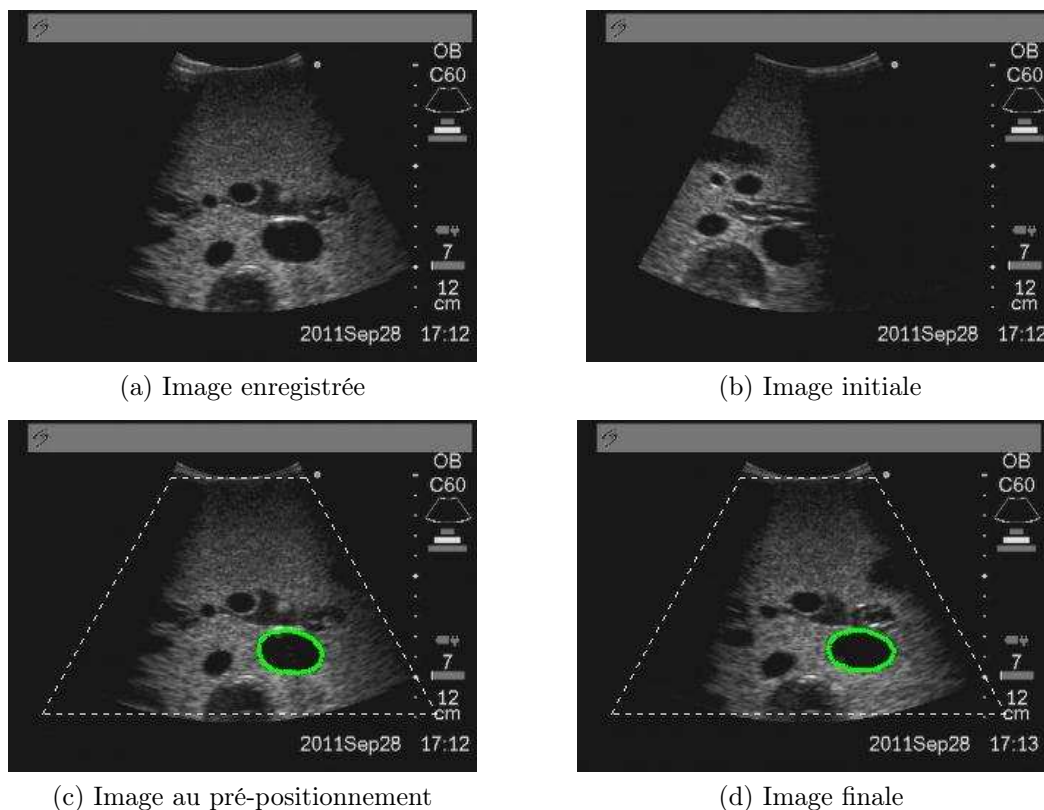 OB
C60
7
12
cm
2011Sep28 17:12
(a) Image enregistrée
OB
C60
7
12
cm
2011Sep28 17:12
(b) Image initiale
OB
C60
7
12
cm
2011Sep28 17:12
(c) Image au pré-positionnement
OB
C60
7
12
cm
2011Sep28 17:13
(d) Image finale